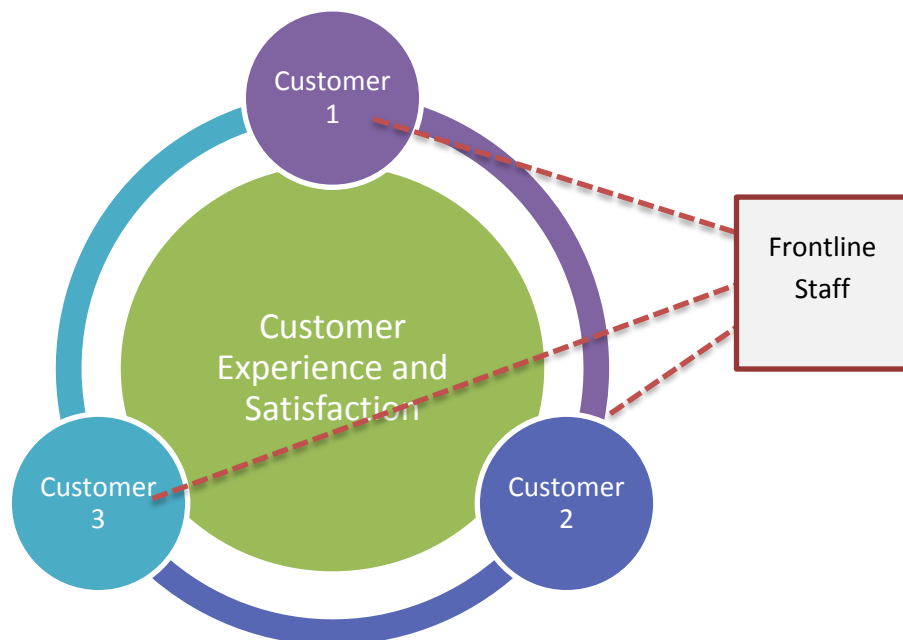 Customer
1
Frontline
Staff
Customer
Experience and
Satisfaction
Customer
3
Customer
2